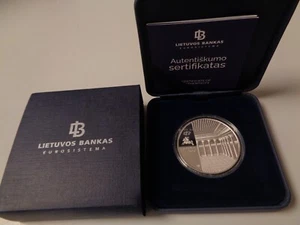 LIETUVOS BANKAS
EUROSISTEMA
Autentiškumo
sertifikatas
LIETUVOS BANKAS
EUROSISTEMA